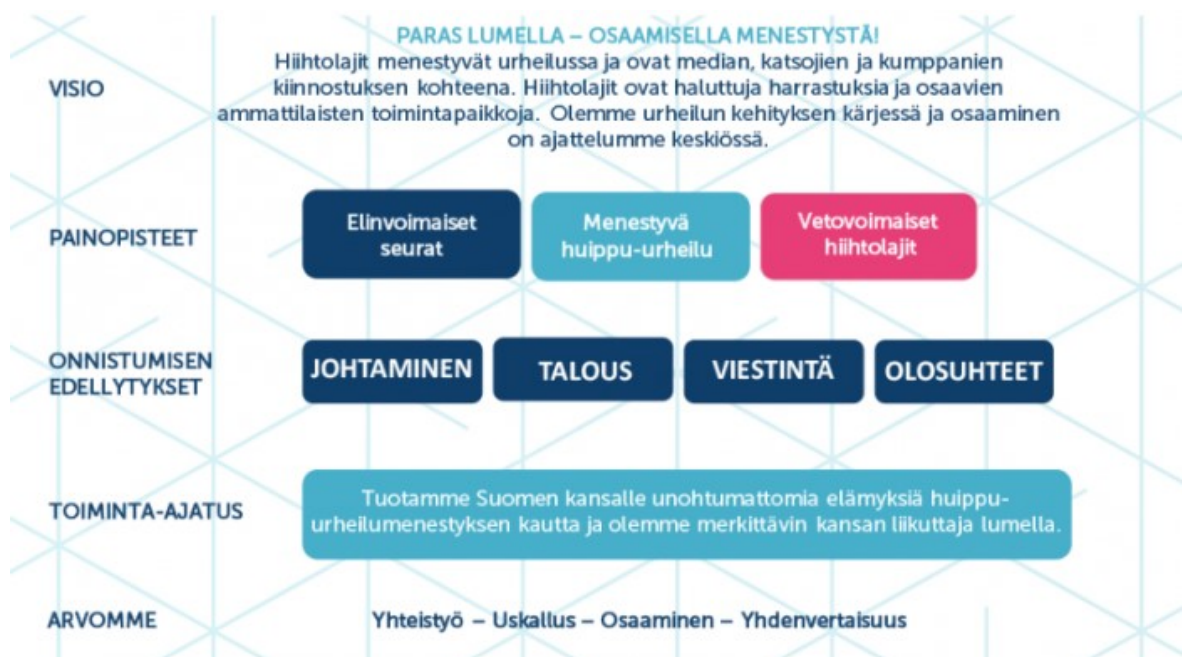 PARAS LUMELLA – OSAAMISELLA MENESTYSTÄ!
VISIO
Hiihtolajit menestyvät urheilussa ja ovat median, katsojien ja kumppanien
kiinnostuksen kohteena. Hiihtolajit ovat haluttuja harrastuksia ja osaavien
ammattilaisten toimintapaikkoja. Olemme urheilun kehityksen kärjessä ja osaaminen
on ajattelumme keskiössä.
PAINOPISTEET
Elinvoimaiset
seurat
Menestyvä
huippu-urheilu
Vetovoimaiset
hiihtolajit
ONNISTUMISEN
EDELLYTYKSET
JOHTAMINEN
TALOUS
VIESTINTÄ
OLOSUHTEET
TOIMINTA-AJATUS
Tuotamme Suomen kansalle unohtumattomia elämyksiä huippu-
urheilumenestyksen kautta ja olemme merkittävin kansan liikuttaja lumella.
ARVOMME
Yhteistyö – Uskallus – Osaaminen – Yhdenvertaisuus